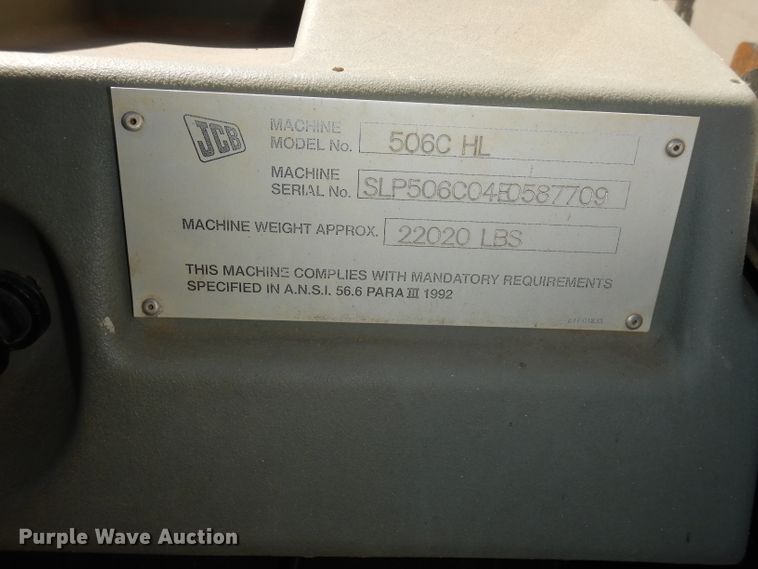 JCB
MACHINE
MODEL No. 506C HL
MACHINE
SERIAL No. SLP506C04E0587709
MACHINE WEIGHT APPROX. 22020 LBS
THIS MACHINE COMPLIES WITH MANDATORY REQUIREMENTS
SPECIFIED IN A.N.S.I. 56.6 PARA III 1992
Purple Wave Auction